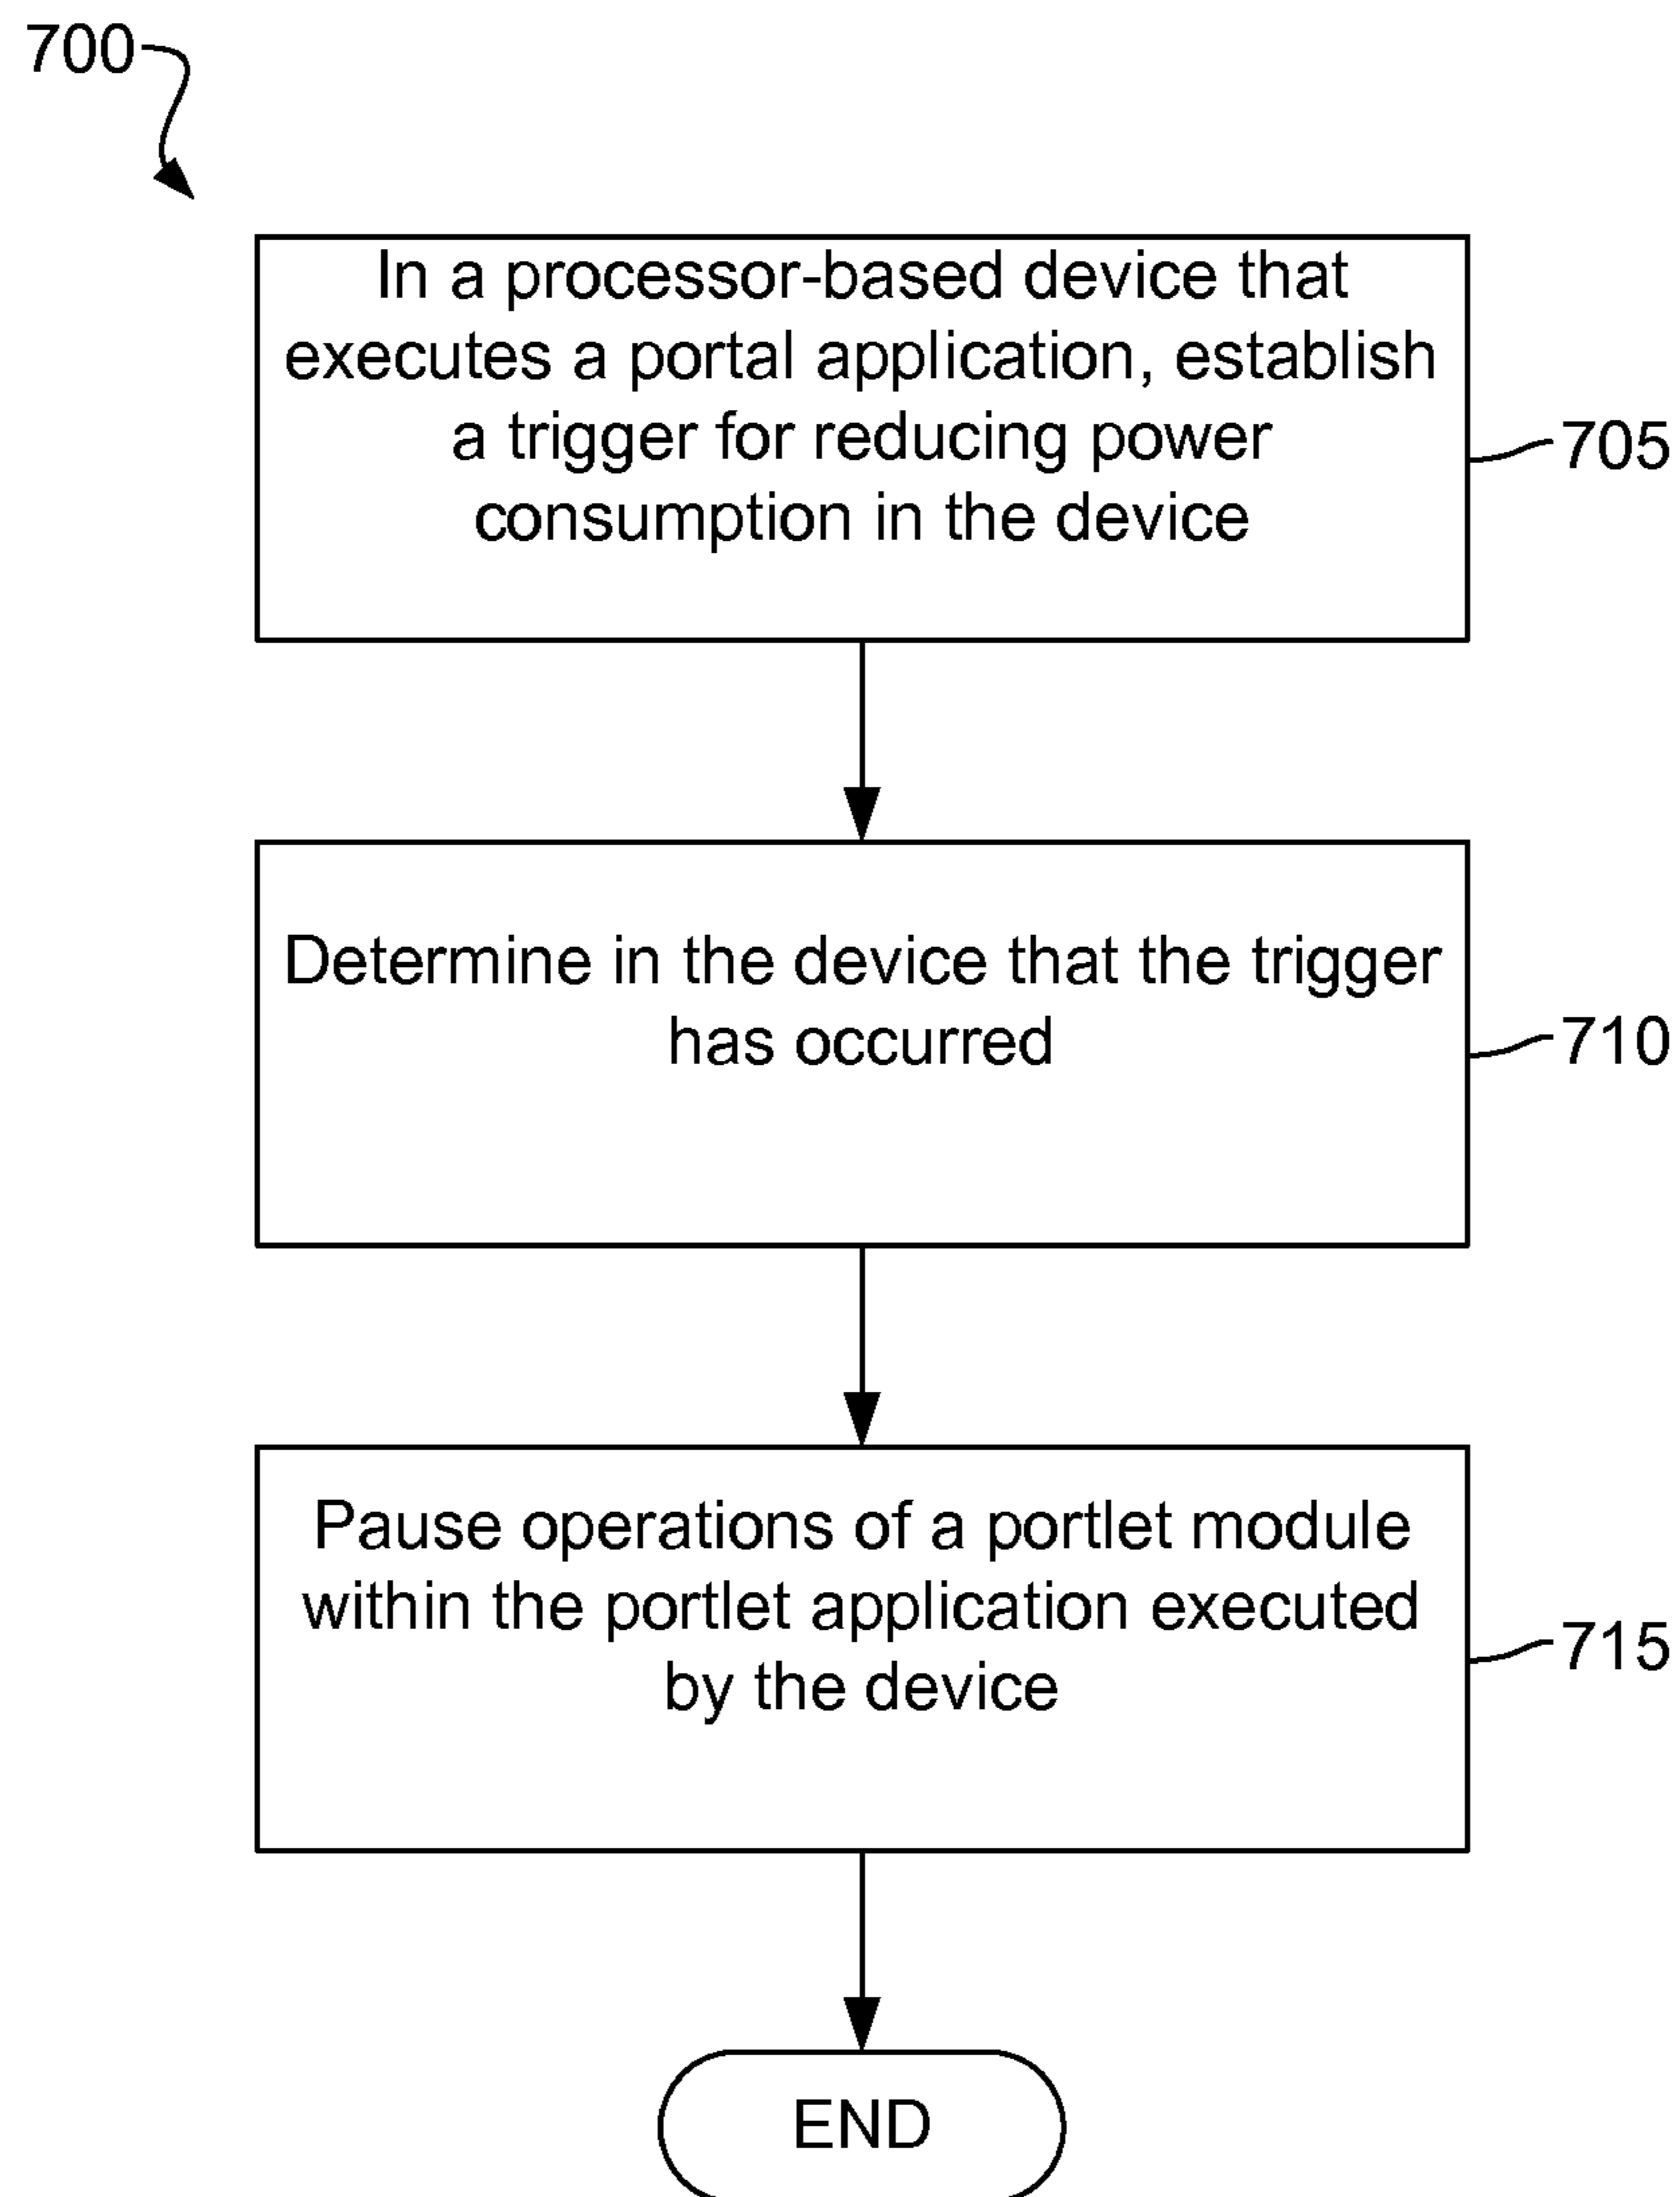 700
In a processor-based device that
executes a portal application, establish
a trigger for reducing power
consumption in the device
705
Determine in the device that the trigger
has occurred
710
Pause operations of a portlet module
within the portlet application executed
by the device
715
END